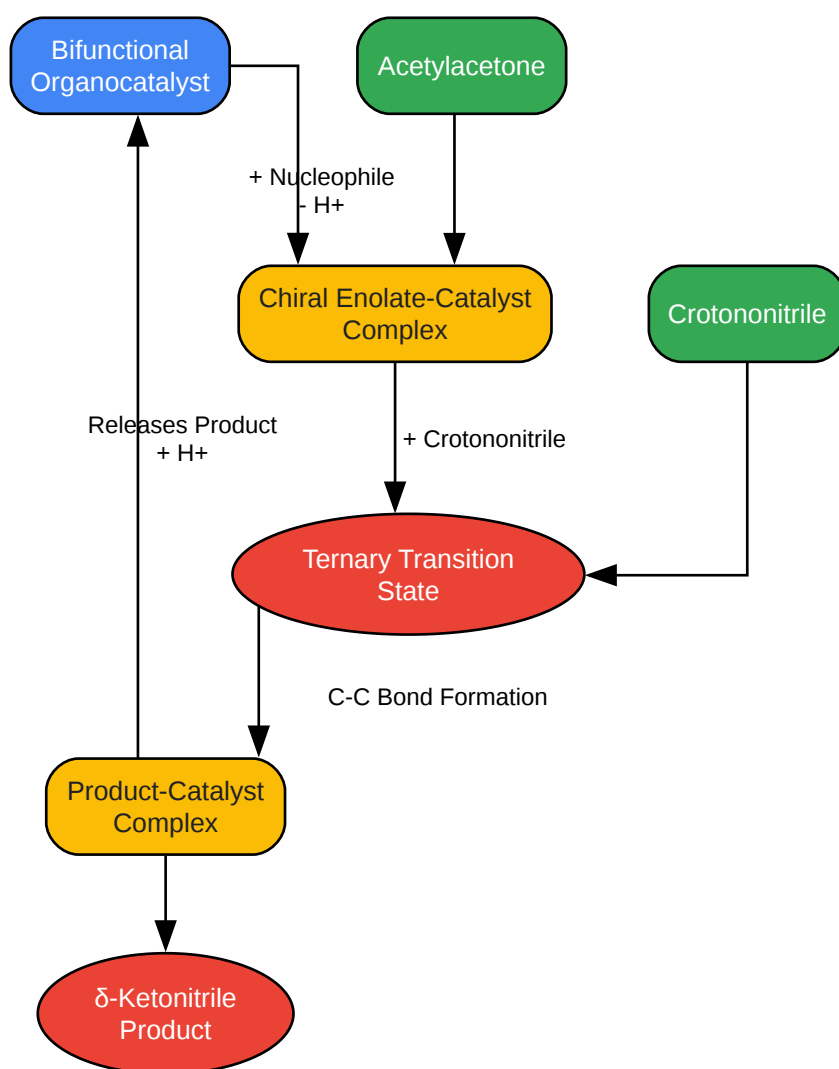 Bifunctional
Organocatalyst
Acetylacetone
+ Nucleophile
- H+
Chiral Enolate-Catalyst
Complex
Crotononitrile
Releases Product
+ H+
+ Crotononitrile
Ternary Transition
State
C-C Bond Formation
Product-Catalyst
Complex
δ-Ketonitrile
Product